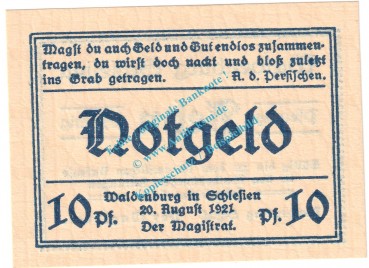 Magst du auch Geld und Gut endlos zusammen-
tragen, du wirst doch nackt und bloß zuletzt
ins Grab getragen. A. d. Persischen.
Notgeld
Waldenburg in Schlesien
10 Pf. 20. August 1921 Pf. 10
Der Magistrat.